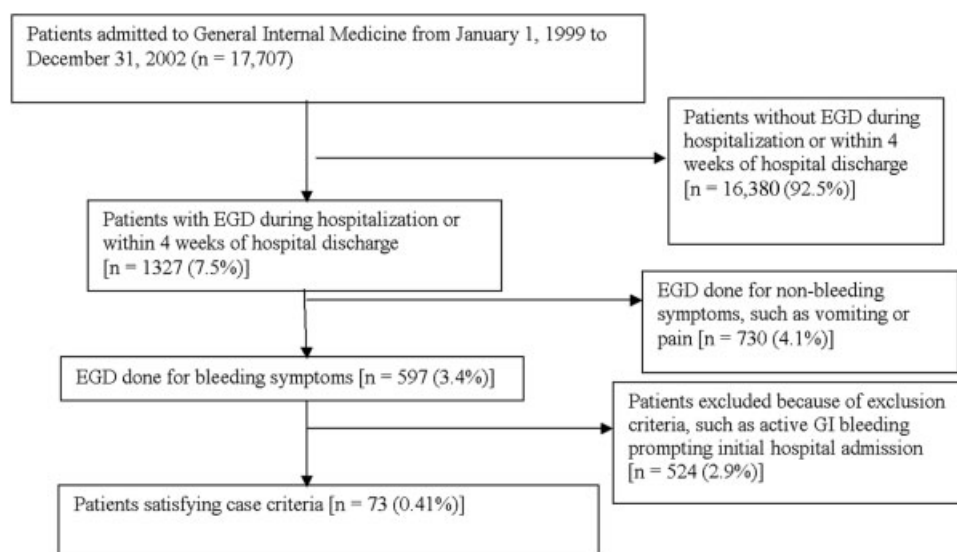 Patients admitted to General Internal Medicine from January 1, 1999 to
December 31, 2002 (n = 17,707)
Patients without EGD during
hospitalization or within 4
weeks of hospital discharge
[n = 16,380 (92.5%)]
Patients with EGD during hospitalization or
within 4 weeks of hospital discharge
[n = 1327 (7.5%)]
EGD done for non-bleeding
symptoms, such as vomiting or
pain [n = 730 (4.1%)]
EGD done for bleeding symptoms [n = 597 (3.4%)]
Patients excluded because of exclusion
criteria, such as active GI bleeding
prompting initial hospital admission
[n = 524 (2.9%)]
Patients satisfying case criteria [n = 73 (0.41%)]